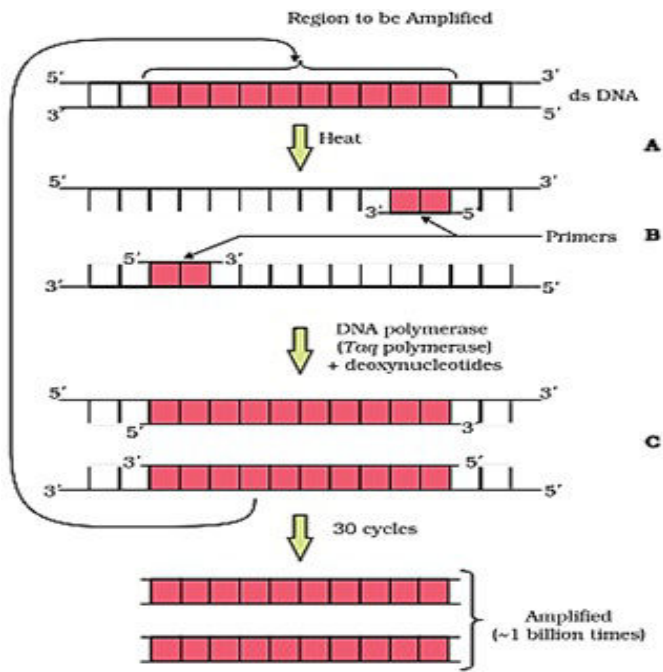 Region to be Amplified
5′ 3′
ds DNA
3′ 5′
Heat
A
5′ 3′
3′ 5′
Primers
B
5′ 3′
3′ 5′
DNA polymerase
(Taq polymerase)
+ deoxynucleotides
5′ 3′
5′ 3′
C
3′ 5′
3′ 5′
30 cycles
Amplified
(~1 billion times)